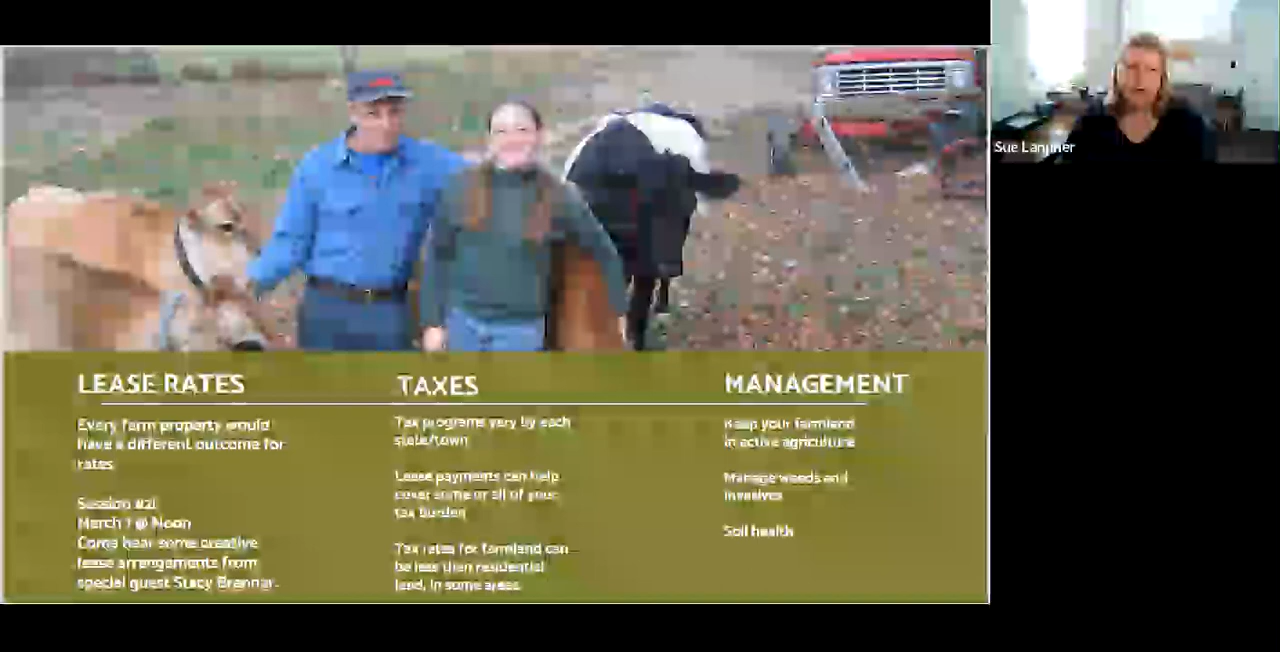 LEASE RATES
Every farm property would
have a different outcome for
rates
Session #2!
March 1 @ Noon
Come hear some creative
lease arrangements from
special guest Stacy
TAXES
Tax programs vary by each
state/town
Lease payments can help
cover some or all of your
tax burden
Tax rates for farmland can
be less than residential
land, in some areas.
MANAGEMENT
Keep your farmland
in active agriculture
Manage weeds and
invasives
Soil health
Sue